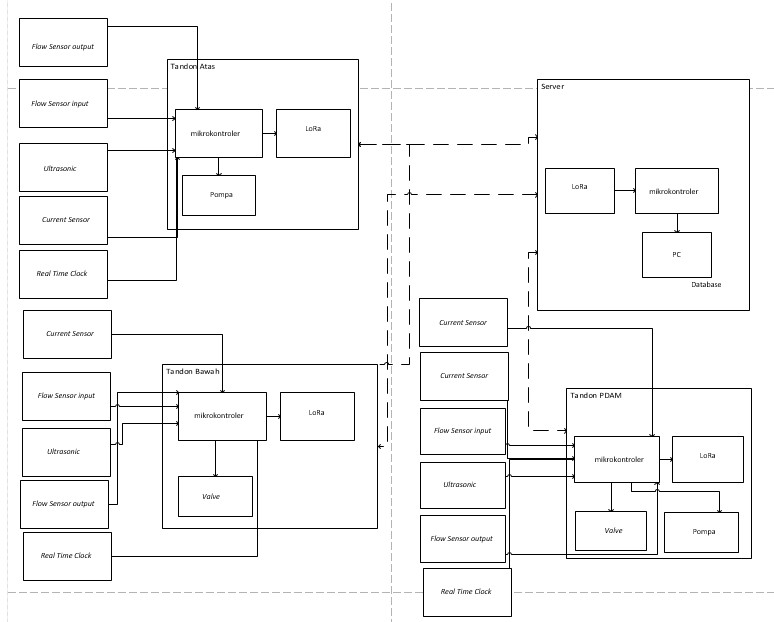 Flow Sensor output
Flow Sensor input
Ultrasonic
Current Sensor
Real Time Clock
Tandon Atas
mikrokontroler
LoRa
Pompa
Server
LoRa
mikrokontroler
PC
Database
Current Sensor
Flow Sensor input
Ultrasonic
Flow Sensor output
Real Time Clock
Tandon Bawah
mikrokontroler
LoRa
Valve
Current Sensor
Current Sensor
Flow Sensor input
Ultrasonic
Flow Sensor output
Real Time Clock
Tandon PDAM
mikrokontroler
LoRa
Valve
Pompa